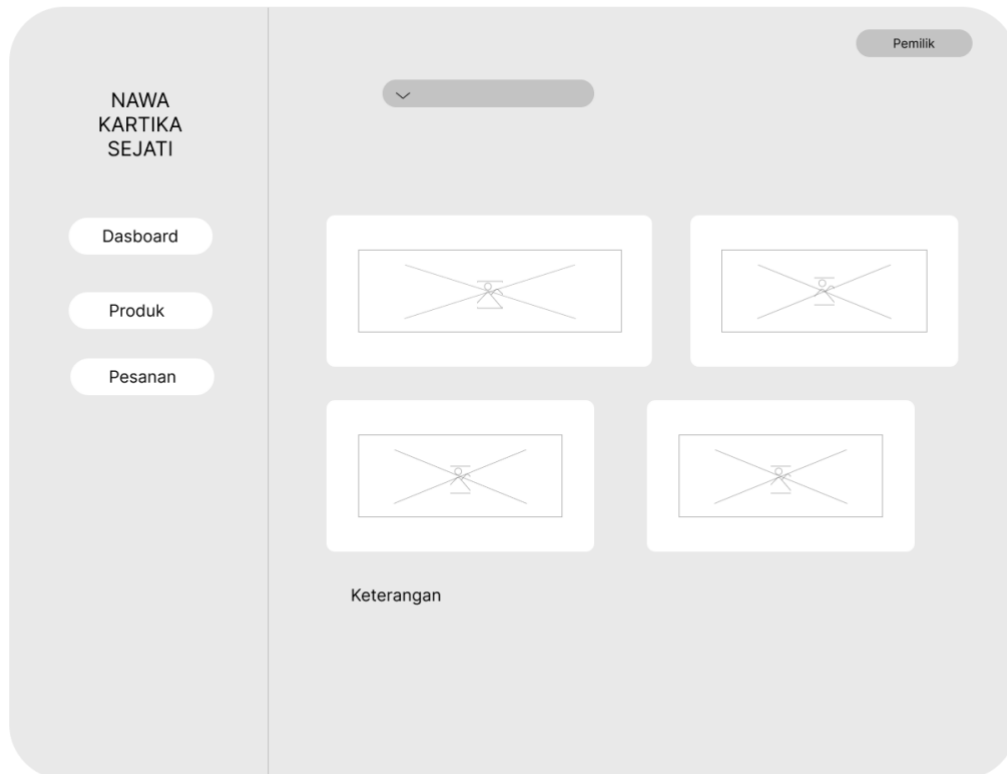 Pemilik
NAWA
KARTIKA
SEJATI
Dasboard
Produk
Pesanan
Keterangan